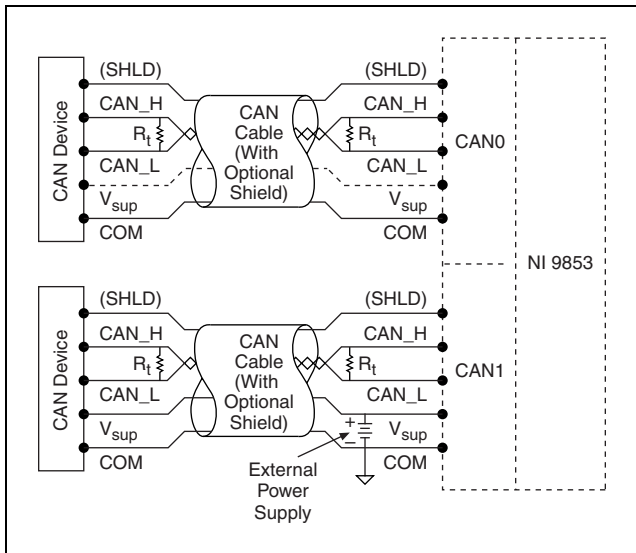 (SHLD)
(SHLD)
CAN_H
CAN
Cable
(With
Optional
Shield)
CAN_H
CAN Device
Rt
Rt
CAN0
CAN_L
CAN_L
Vsup
Vsup
COM
COM
NI 9853
(SHLD)
(SHLD)
CAN_H
CAN
Cable
(With
Optional
Shield)
CAN_H
CAN Device
Rt
Rt
CAN1
CAN_L
CAN_L
Vsup
+
–
Vsup
COM
COM
External
Power
Supply